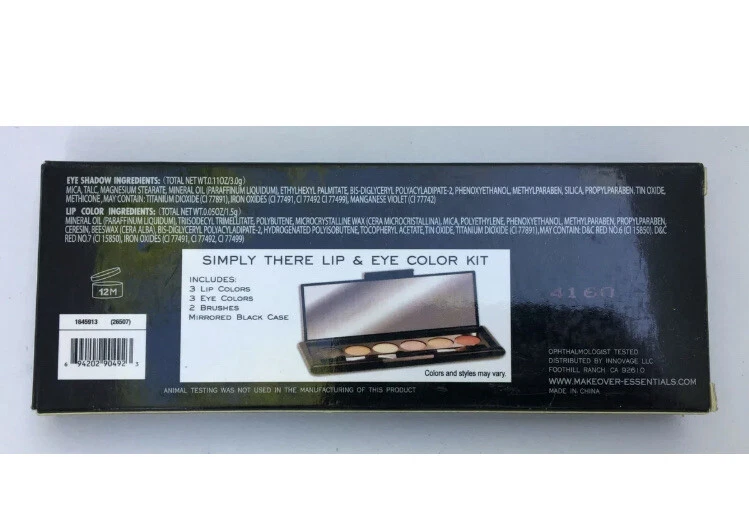 EYE SHADOW INGREDIENTS: (TOTAL NET WT.0.11OZ/3.0g)
MICA, TALC, MAGNESIUM STEARATE, MINERAL OIL (PARAFFINUM LIQUIDUM), ETHYLHEXYL PALMITATE, BIS-DIGLYCERYL POLYACYLADIPATE-2, PHENOXYETHANOL, METHYLPARABEN, SILICA, PROPYLPARABEN, TIN OXIDE,
METHICONE, MAY CONTAIN: TITANIUM DIOXIDE (CI 77891), IRON OXIDES (CI 77491, CI 77492 CI 77499), MANGANESE VIOLET (CI 77742)
LIP COLOR INGREDIENTS: (TOTAL NET WT.0.05OZ/1.5g)
MINERAL OIL (PARAFFINUM LIQUIDUM), TRIISODECYL TRIMELLITATE, POLYBUTENE, MICROCRYSTALLINE WAX (CERA MICROCRISTALLINA), MICA, POLYETHYLENE, PHENOXYETHANOL, METHYLPARABEN, PROPYLPARABEN,
CERESIN, BEESWAX (CERA ALBA), BIS-DIGLYCERYL POLYACYLADIPATE-2, HYDROGENATED POLYISOBUTENE, TOCOPHERYL ACETATE, TIN OXIDE, TITANIUM DIOXIDE (CI 77891), MAY CONTAIN: D&C RED NO.6 (CI 15850), D&C
RED NO.7 (CI 15850), IRON OXIDES (CI 77491, CI 77492, CI 77499)
SIMPLY THERE LIP & EYE COLOR KIT
INCLUDES:
3 LIP COLORS
3 EYE COLORS
2 BRUSHES
MIRRORED BLACK CASE
Colors and styles may vary.
12M
1645913 (26507)
6 94202 90492 3
4160
OPHTHALMOLOGIST TESTED
DISTRIBUTED BY INNOVAGE LLC
FOOTHILL RANCH, CA 92610
WWW.MAKEOVER-ESSENTIALS.COM
MADE IN CHINA
ANIMAL TESTING WAS NOT USED IN THE MANUFACTURING OF THIS PRODUCT